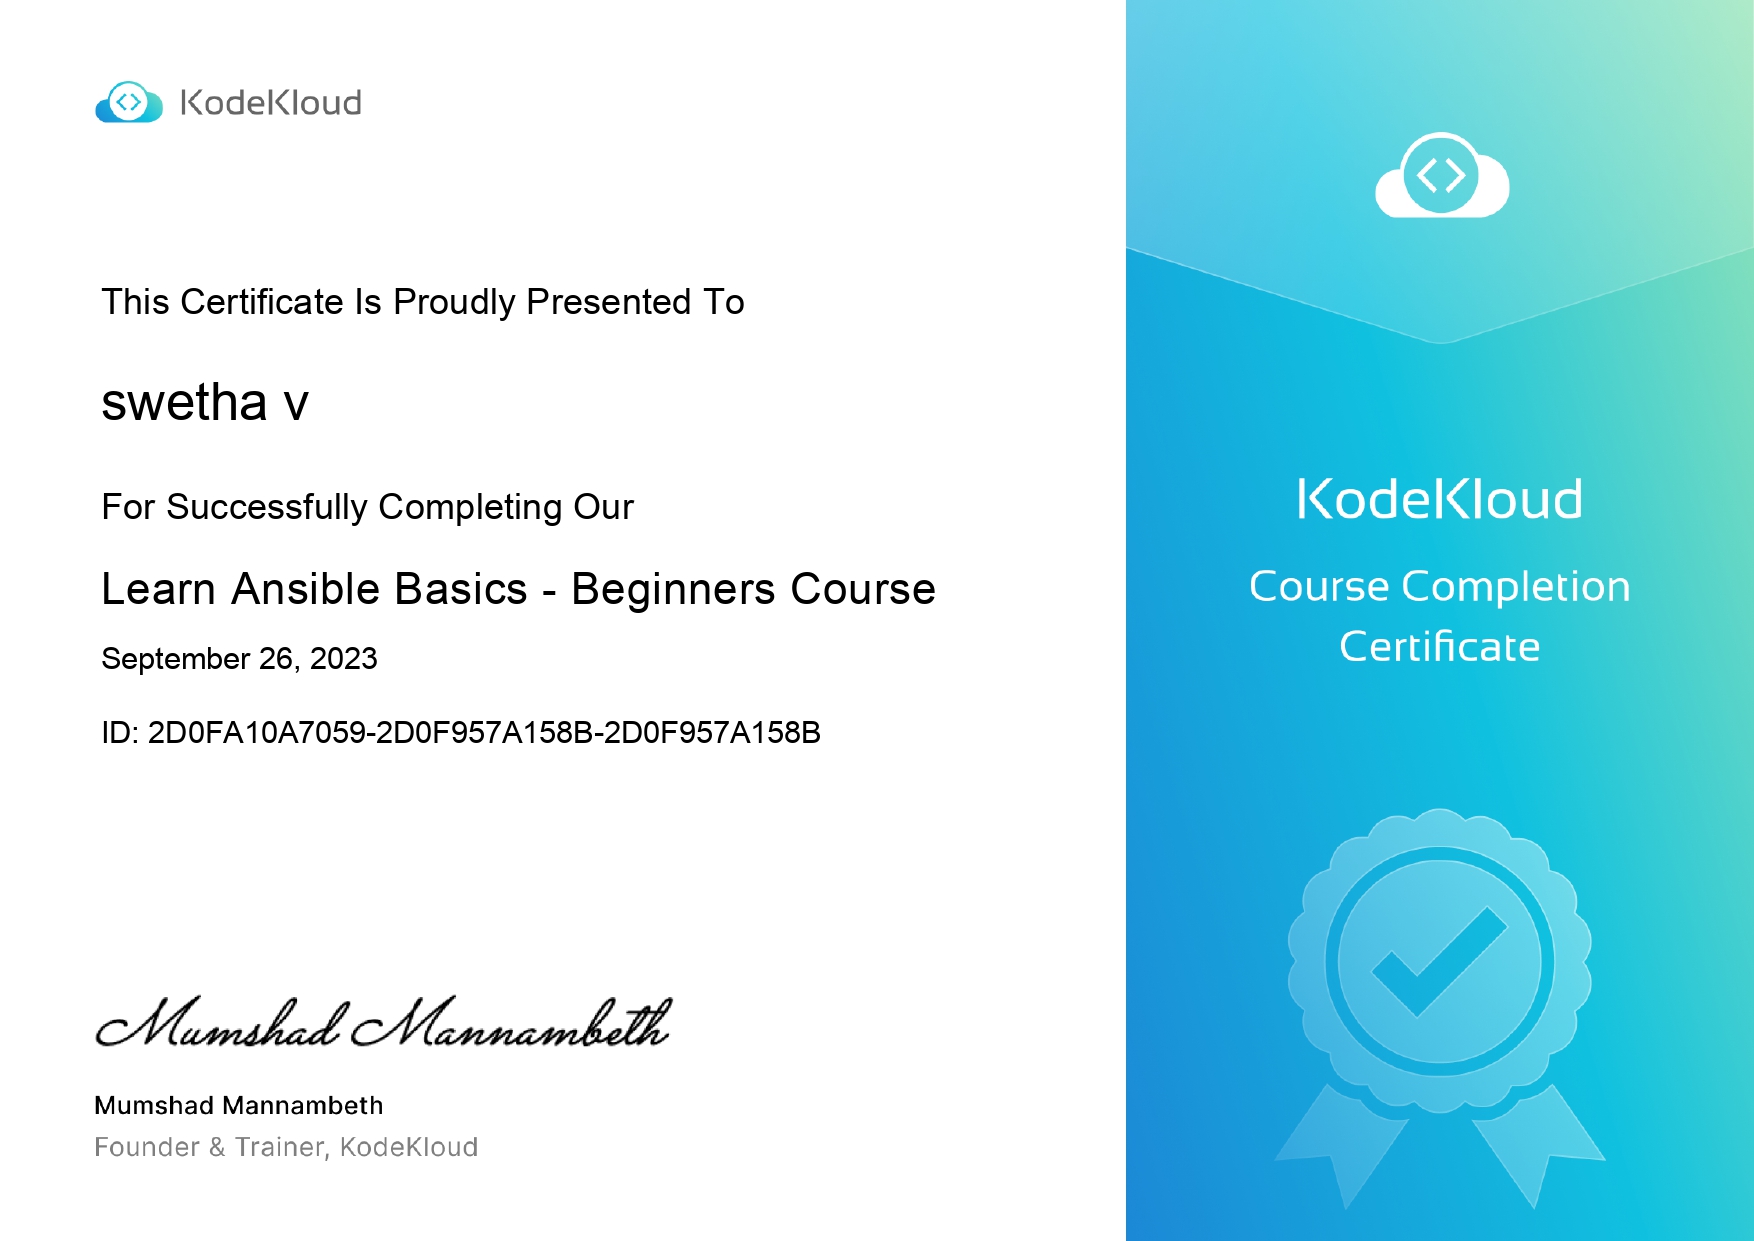 KodeKloud
This Certificate Is Proudly Presented To
swetha v
For Successfully Completing Our
Learn Ansible Basics - Beginners Course
September 26, 2023
ID: 2D0FA10A7059-2D0F957A158B-2D0F957A158B
Mumshad Mannambeth
Mumshad Mannambeth
Founder & Trainer, KodeKloud
KodeKloud
Course Completion
Certificate